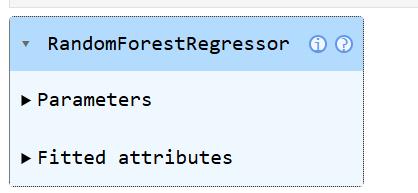 RandomForestRegressor i ?
Parameters
Fitted attributes